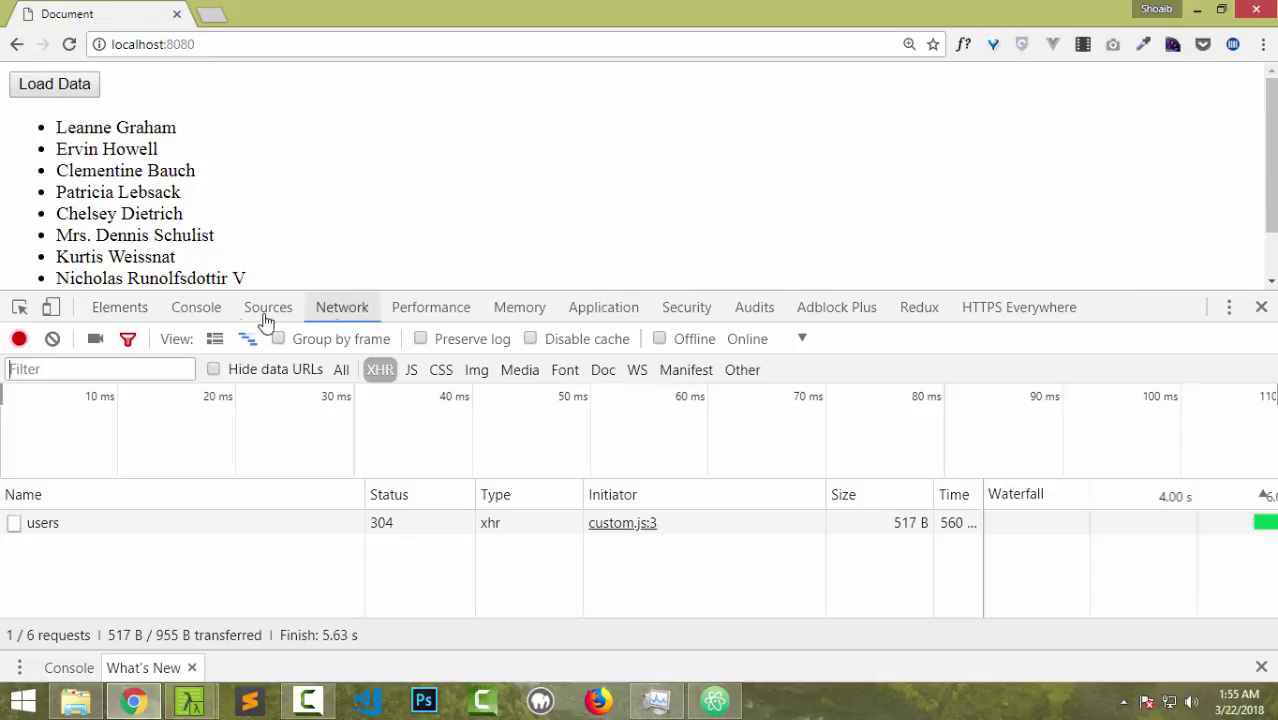 Document
Shoaib
localhost:8080
f?
Load Data
Leanne Graham
Ervin Howell
Clementine Bauch
Patricia Lebsack
Chelsey Dietrich
Mrs. Dennis Schulist
Kurtis Weissnat
Nicholas Runolfsdottir V
Elements Console Sources Network Performance Memory Application Security Audits Adblock Plus Redux HTTPS Everywhere
View: Group by frame Preserve log Disable cache Offline Online
Filter Hide data URLs All XHR JS CSS Img Media Font Doc WS Manifest Other
10 ms 20 ms 30 ms 40 ms 50 ms 60 ms 70 ms 80 ms 90 ms 100 ms 110
Name Status Type Initiator Size Time Waterfall 4.00 s 6.0
users 304 xhr custom.js:3 517 B 560 ...
1 / 6 requests | 517 B / 955 B transferred | Finish: 5.63 s
Console What's New
Ps
1:55 AM
3/22/2018